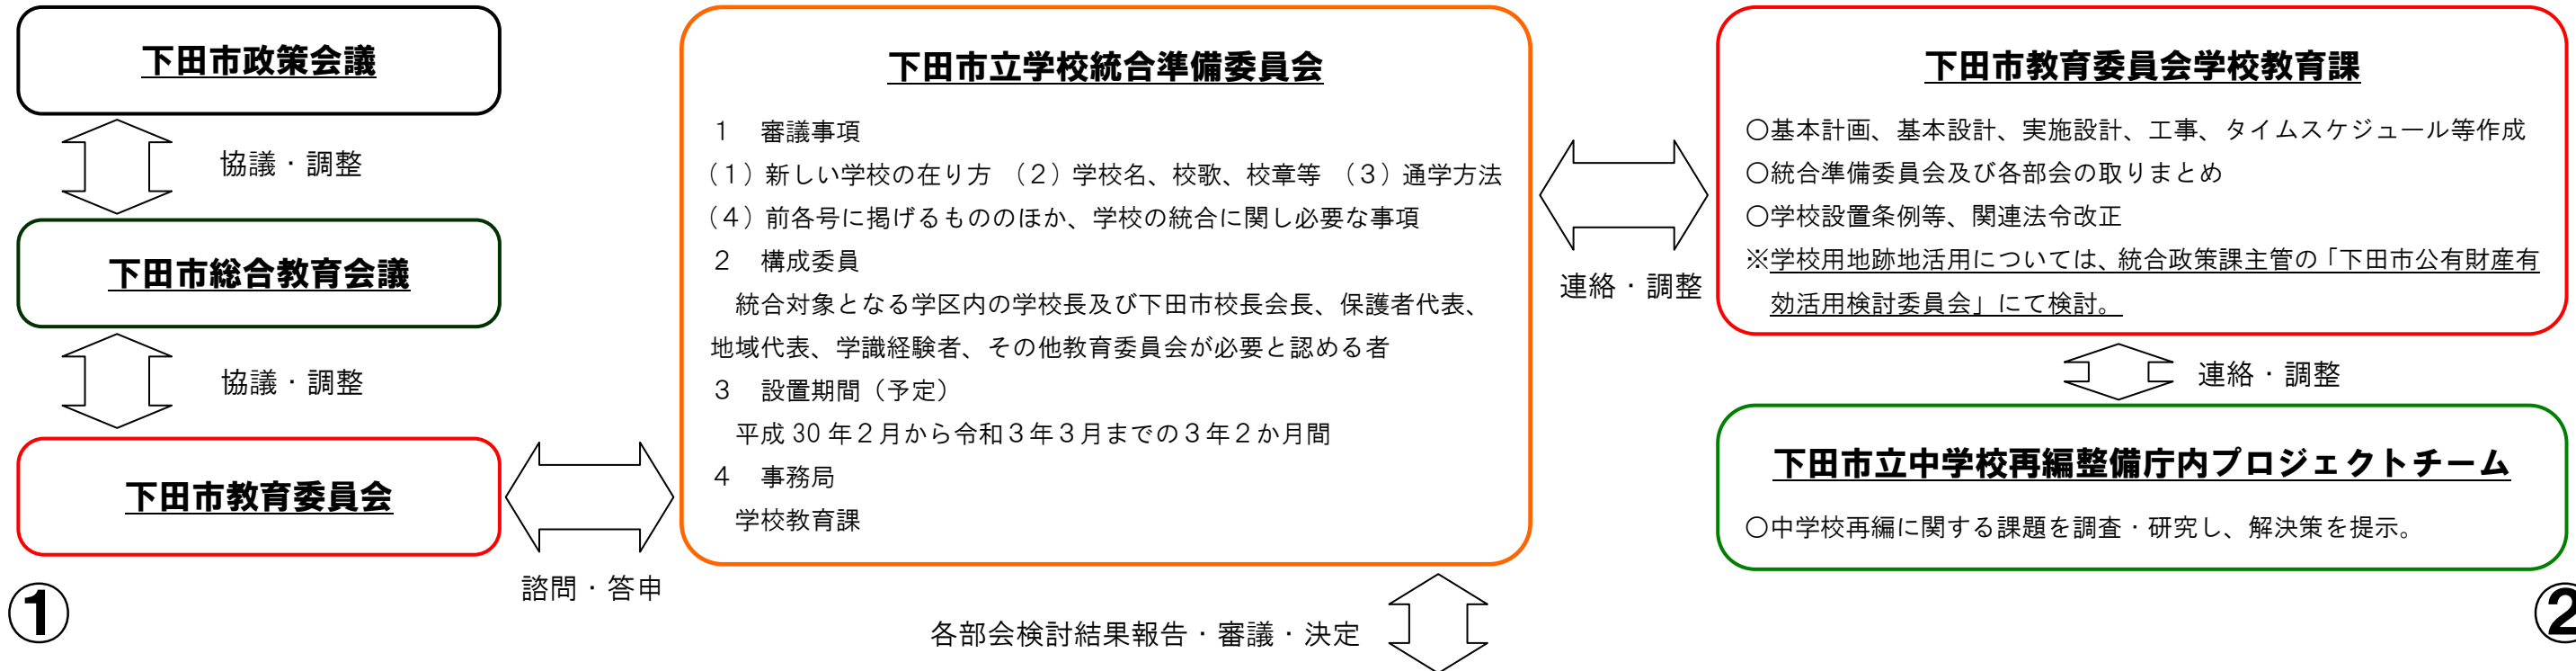 下田市政策会議
協議・調整
下田市総合教育会議
協議・調整
下田市教育委員会
①
諮問・答申
下田市立学校統合準備委員会
１　審議事項
（１）新しい学校の在り方　（２）学校名、校歌、校章等　（３）通学方法
（４）前各号に掲げるもののほか、学校の統合に関し必要な事項
２　構成委員
統合対象となる学区内の学校長及び下田市校長会長、保護者代表、
地域代表、学識経験者、その他教育委員会が必要と認める者
３　設置期間（予定）
平成 30 年２月から令和３年３月までの３年２か月間
４　事務局
学校教育課
各部会検討結果報告・審議・決定
連絡・調整
下田市教育委員会学校教育課
○基本計画、基本設計、実施設計、工事、タイムスケジュール等作成
○統合準備委員会及び各部会の取りまとめ
○学校設置条例等、関連法令改正
※学校用地跡地活用については、統合政策課主管の「下田市公有財産有
効活用検討委員会」にて検討。
連絡・調整
下田市立中学校再編整備庁内プロジェクトチーム
○中学校再編に関する課題を調査・研究し、解決策を提示。
②